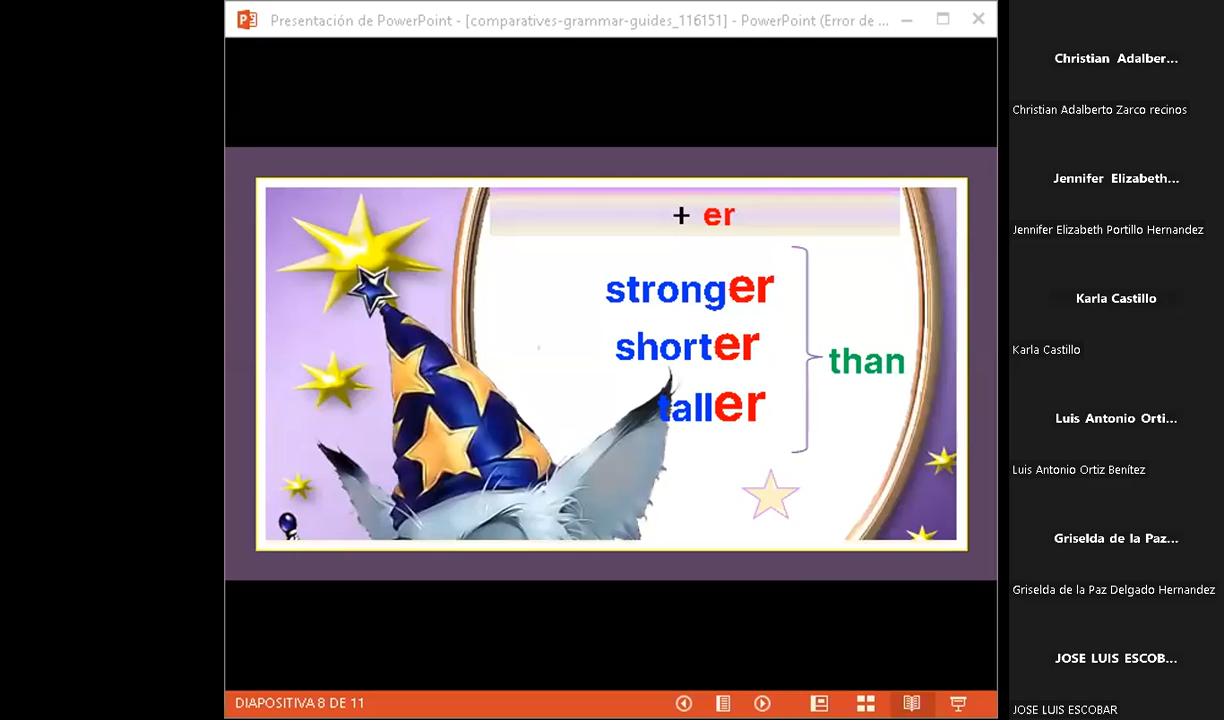 Presentación de PowerPoint - [comparatives-grammar-guides_116151] - PowerPoint (Error de ...
+ er
stronger
shorter
taller
than
DIAPOSITIVA 8 DE 11
Christian Adalber...
Christian Adalberto Zarco recinos
Jennifer Elizabeth...
Jennifer Elizabeth Portillo Hernandez
Karla Castillo
Karla Castillo
Luis Antonio Orti...
Luis Antonio Ortiz Benítez
Griselda de la Paz...
Griselda de la Paz Delgado Hernandez
JOSE LUIS ESCOB...
JOSE LUIS ESCOBAR